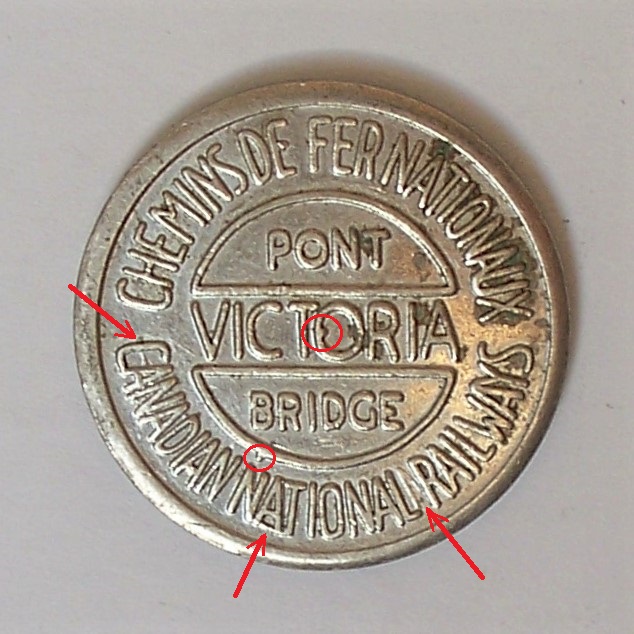 CHEMINS DE FER NATIONAUX
PONT
VICTORIA
BRIDGE
CANADIAN NATIONAL RAILWAYS